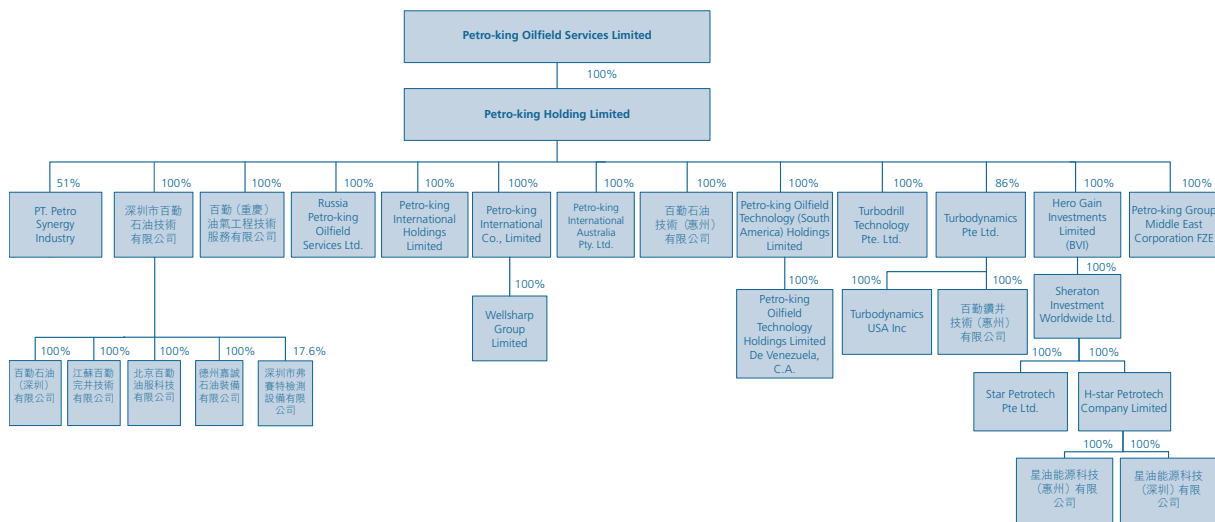 Petro-king Oilfield Services Limited
100%
Petro-king Holding Limited
51%
100%
100%
100%
100%
100%
100%
100%
100%
100%
86%
100%
100%
PT. Petro
Synergy
Industry
深圳市百勤
石油技術
有限公司
百勤（重慶）
油氣工程技術
服務有限公司
Russia
Petro-king
Oilfield
Services Ltd.
Petro-king
International
Holdings
Limited
Petro-king
International
Co., Limited
Petro-king
International
Australia
Pty. Ltd.
百勤石油
技術（惠州）
有限公司
Petro-king Oilfield
Technology (South
America) Holdings
Limited
Turbodrill
Technology
Pte. Ltd.
Turbodynamics
Pte Ltd.
Hero Gain
Investments
Limited
(BVI)
Petro-king Group
Middle East
Corporation FZE
100%
100%
100%
100%
100%
Wellsharp
Group
Limited
Petro-king
Oilfield
Technology
Holdings Limited
De Venezuela,
C.A.
Turbodynamics
USA Inc
百勤鑽井
技術（惠州）
有限公司
Sheraton
Investment
Worldwide Ltd.
100%
100%
100%
100%
17.6%
百勤石油
（深圳）
有限公司
江蘇百勤
完井技術
有限公司
北京百勤
油服科技
有限公司
德州嘉誠
石油裝備
有限公司
深圳市弗
賽特檢測
設備有限
公司
100%
100%
Star Petrotech
Pte Ltd.
H-star Petrotech
Company Limited
100%
100%
星油能源科技
（惠州）有限
公司
星油能源科技
（深圳）有限
公司